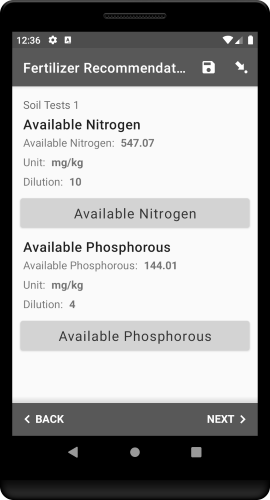 12:36
Fertilizer Recommendat...
Soil Tests 1
Available Nitrogen
Available Nitrogen: 547.07
Unit: mg/kg
Dilution: 10
Available Nitrogen
Available Phosphorous
Available Phosphorous: 144.01
Unit: mg/kg
Dilution: 4
Available Phosphorous
BACK NEXT